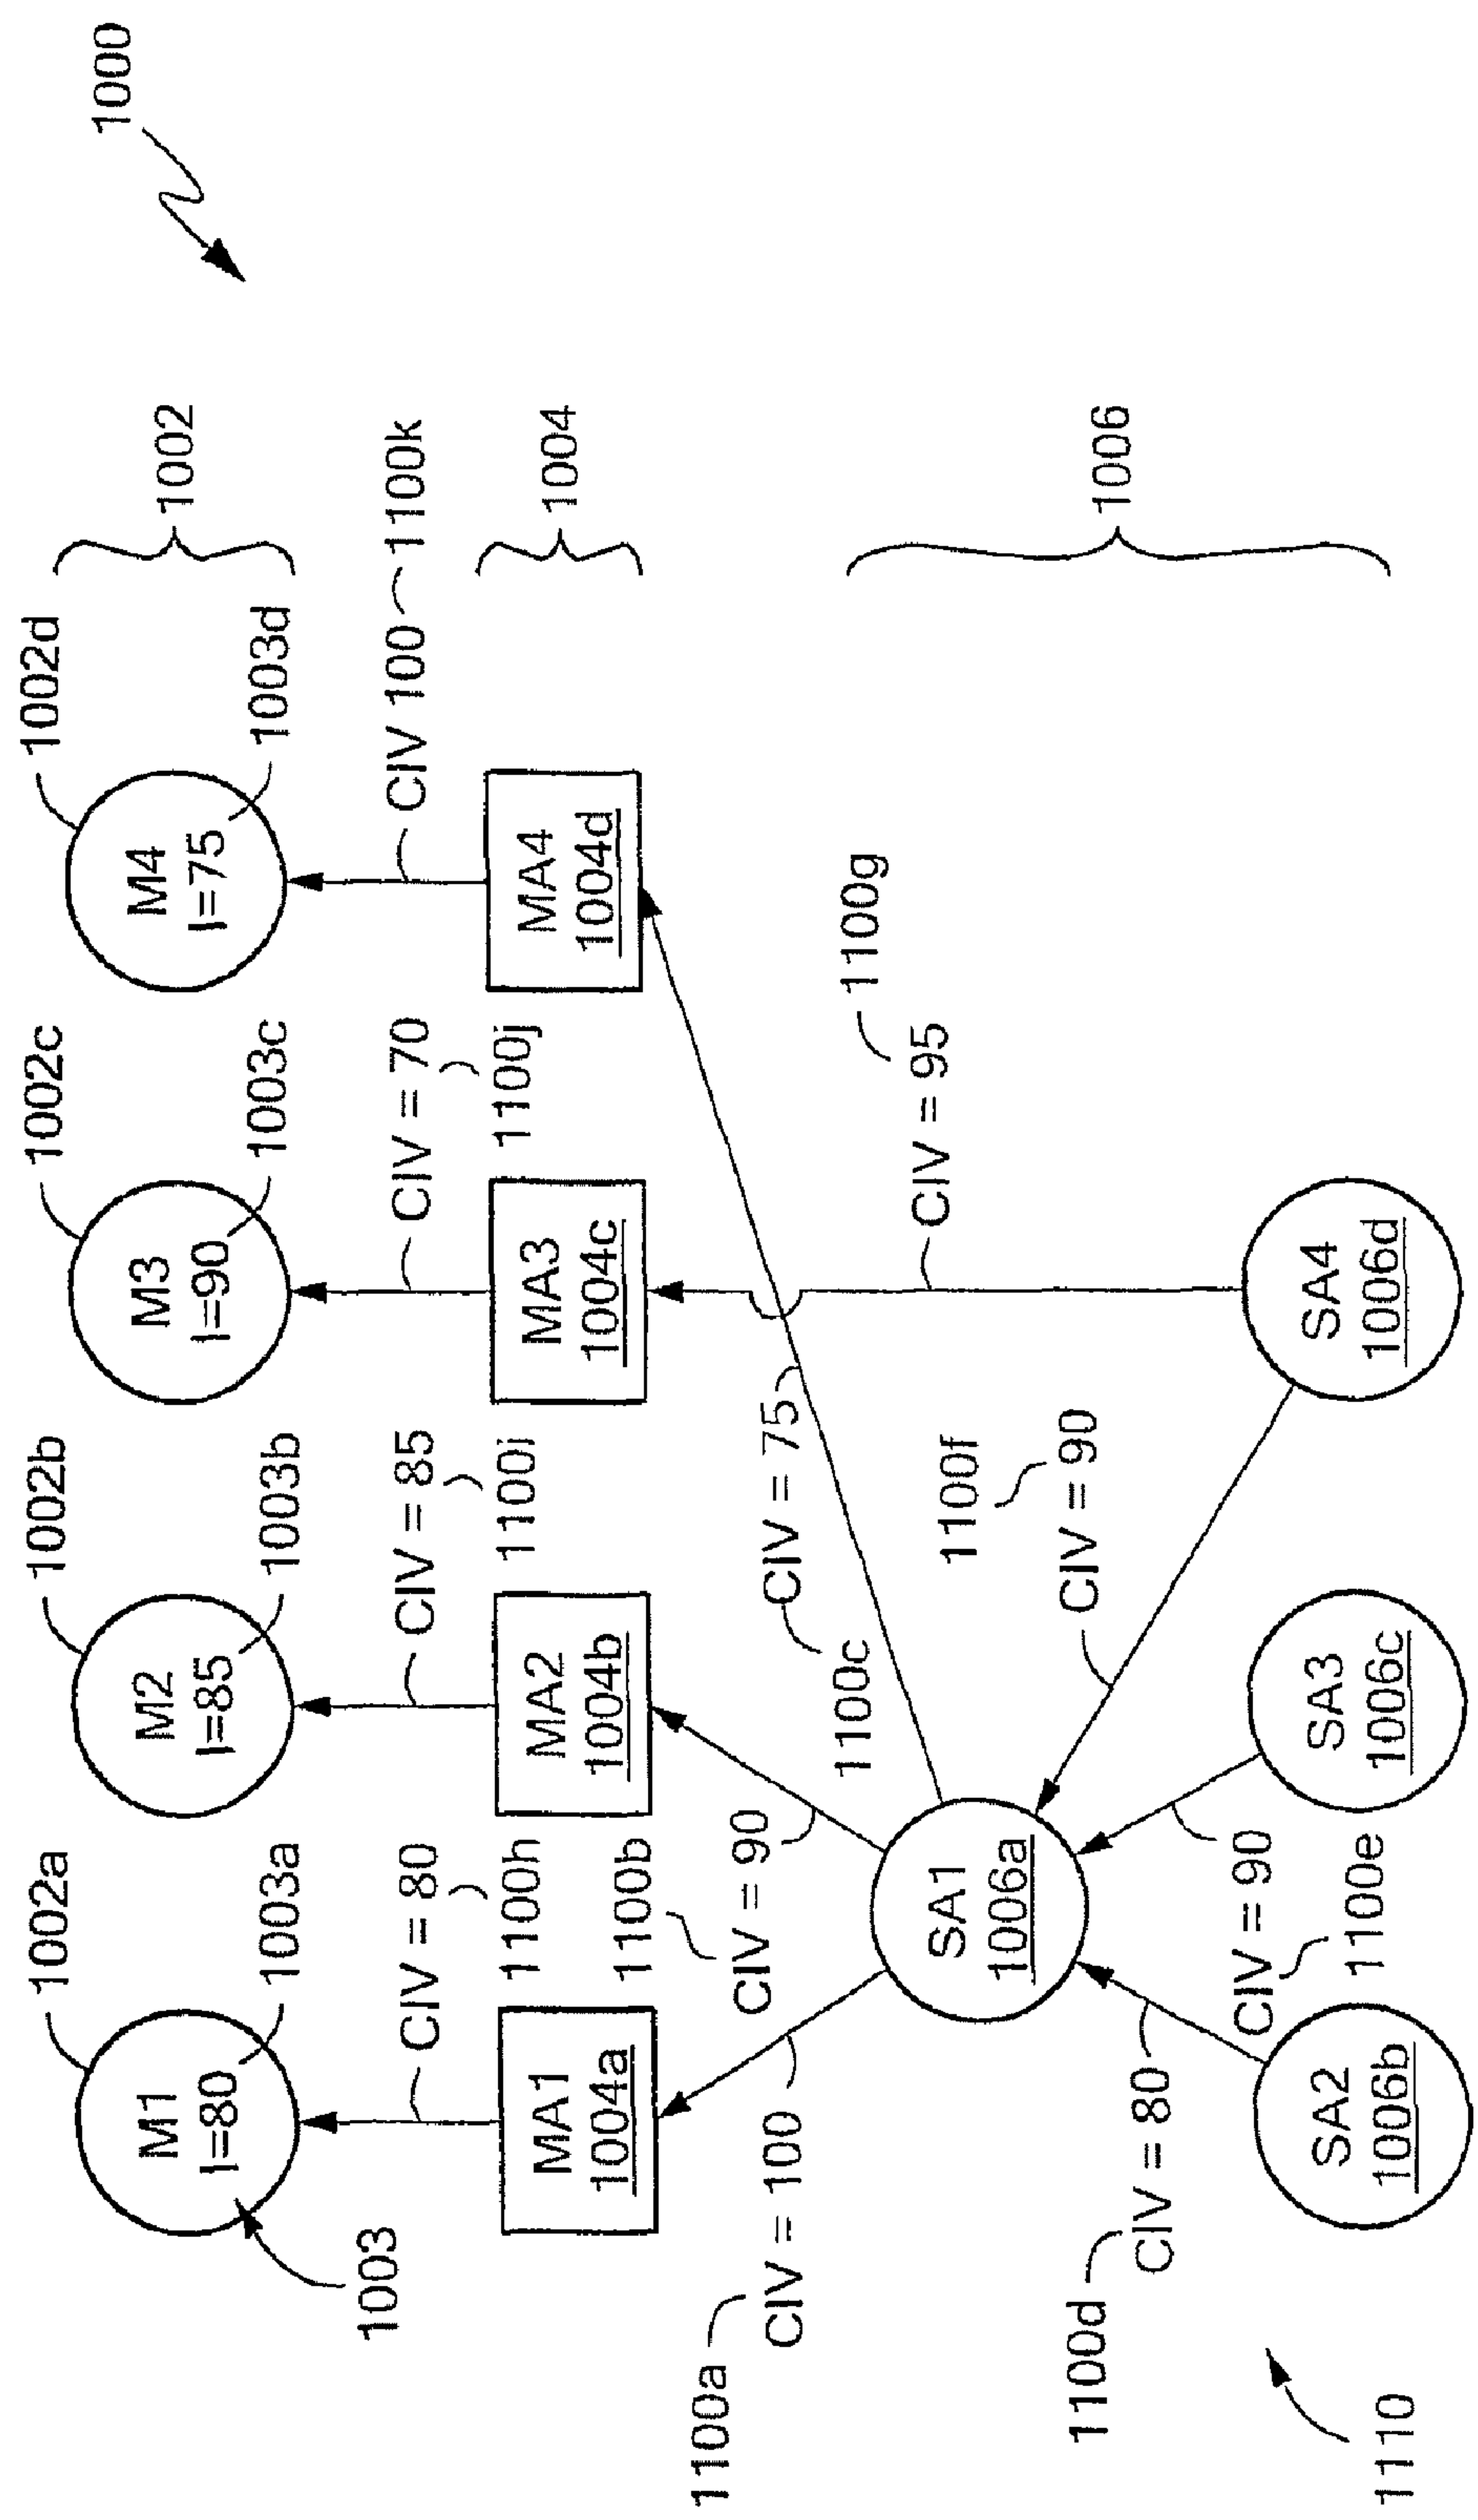 1000
1002a
1002b
1002c
1002d
1002
M1
I=80
M2
I=85
M3
I=90
M4
I=75
1003a
1003b
1003c
1003d
1003
CIV = 80
CIV = 85
CIV = 70
CIV 100
1100k
1100h
1100i
1100j
MA1
1004a
MA2
1004b
MA3
1004c
MA4
1004d
1004
1100a
CIV = 100
1100b
CIV = 90
1100c
CIV = 75
1100g
CIV = 95
SA1
1006a
1100f
CIV = 90
1006
1100d
CIV = 80
CIV = 90
1100e
SA2
1006b
SA3
1006c
SA4
1006d
1110